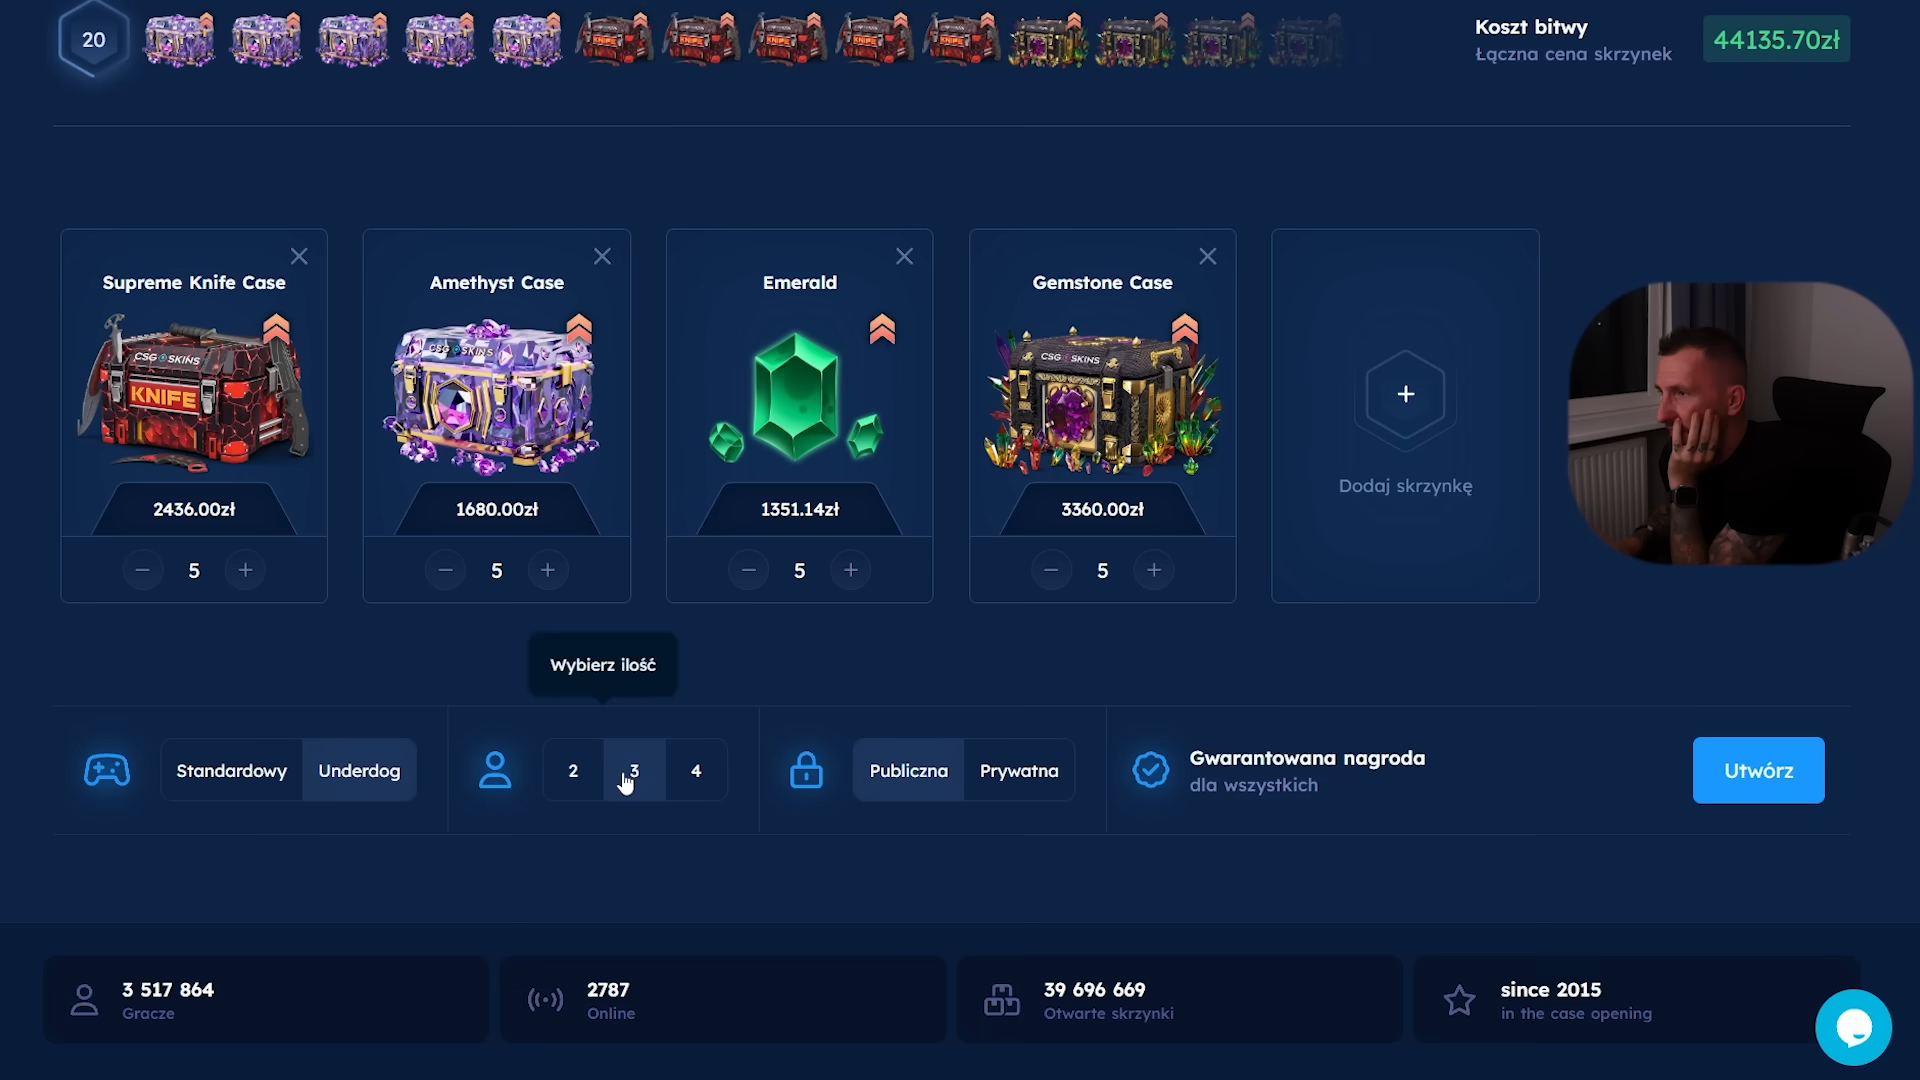 20
Koszt bitwy
Łączna cena skrzynek
44135.70zł
Supreme Knife Case
Amethyst Case
Emerald
Gemstone Case
CSG SKINS
KNIFE
CSG SKINS
CSG SKINS
Dodaj skrzynkę
2436.00zł
1680.00zł
1351.14zł
3360.00zł
5
5
5
5
Wybierz ilość
Standardowy
Underdog
2
3
4
Publiczna
Prywatna
Gwarantowana nagroda
dla wszystkich
Utwórz
3 517 864
Gracze
2787
Online
39 696 669
Otwarte skrzynki
since 2015
in the case opening